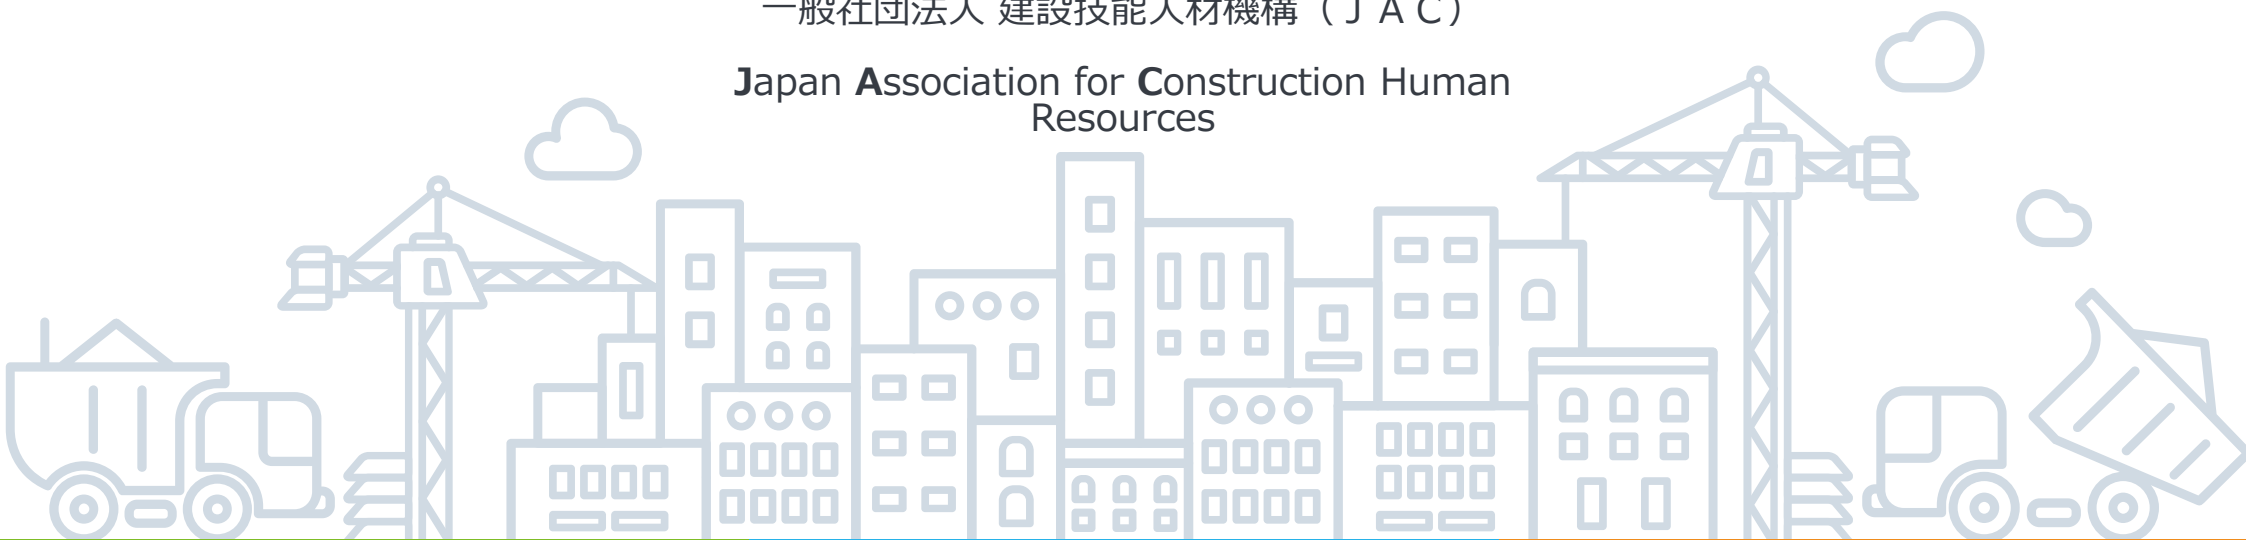 一般社団法人 建設技能人材機構（ＪＡＣ）
Japan Association for Construction Human
Resources